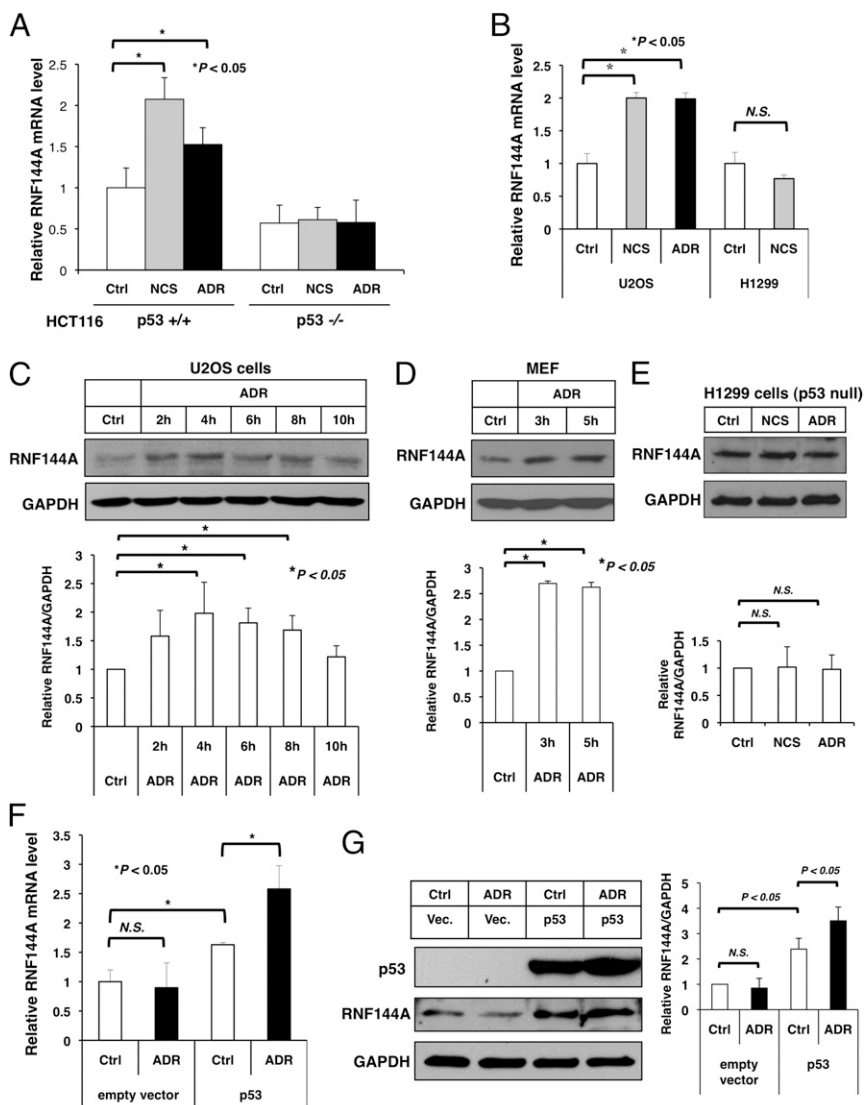 A
Relative RNF144A mRNA level
2.5
2
1.5
1
0.5
0
*
*
*P < 0.05
Ctrl NCS ADR Ctrl NCS ADR
HCT116 p53 +/+ p53 -/-
B
Relative RNF144A mRNA level
2.5
2
1.5
1
0.5
0
*P < 0.05
*
*
N.S.
Ctrl NCS ADR Ctrl NCS
U2OS H1299
C
U2OS cells
ADR
Ctrl 2h 4h 6h 8h 10h
RNF144A
GAPDH
Relative RNF144A/GAPDH
3
2.5
2
1.5
1
0.5
0
*
*
*
*P < 0.05
2h 4h 6h 8h 10h
Ctrl ADR ADR ADR ADR ADR
D
MEF
ADR
Ctrl 3h 5h
RNF144A
GAPDH
Relative RNF144A/GAPDH
3
2.5
2
1.5
1
0.5
0
*
*
*P < 0.05
3h 5h
Ctrl ADR ADR
E
H1299 cells (p53 null)
Ctrl NCS ADR
RNF144A
GAPDH
Relative
RNF144A/GAPDH
1.5
1
0.5
0
N.S.
N.S.
Ctrl NCS ADR
F
Relative RNF144A mRNA level
3.5
3
2.5
2
1.5
1
0.5
0
*P < 0.05
*
*
N.S.
Ctrl ADR Ctrl ADR
empty vector p53
G
Ctrl ADR Ctrl ADR
Vec. Vec. p53 p53
p53
RNF144A
GAPDH
Relative RNF144A/GAPDH
5
4
3
2
1
0
P < 0.05
P < 0.05
N.S.
Ctrl ADR Ctrl ADR
empty p53
vector